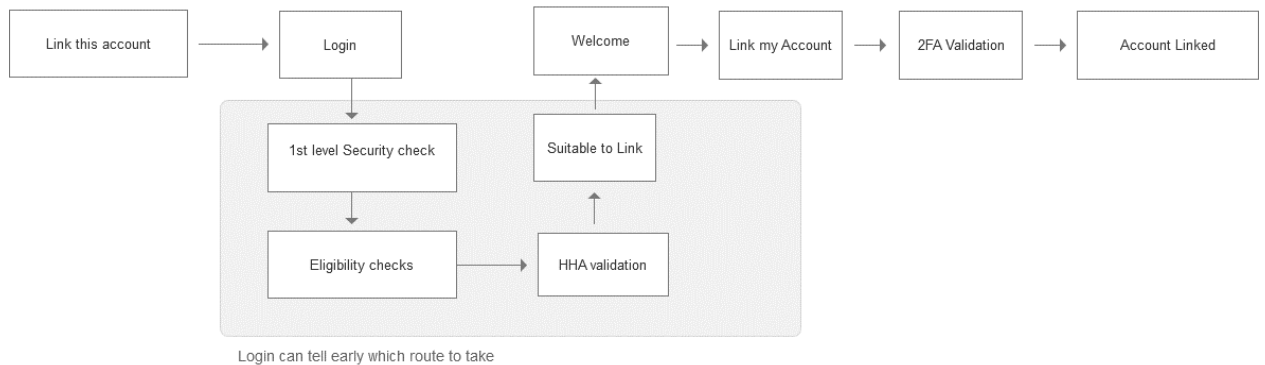 Link this account
Login
1st level Security check
Eligibility checks
HHA validation
Suitable to Link
Welcome
Link my Account
2FA Validation
Account Linked
Login can tell early which route to take